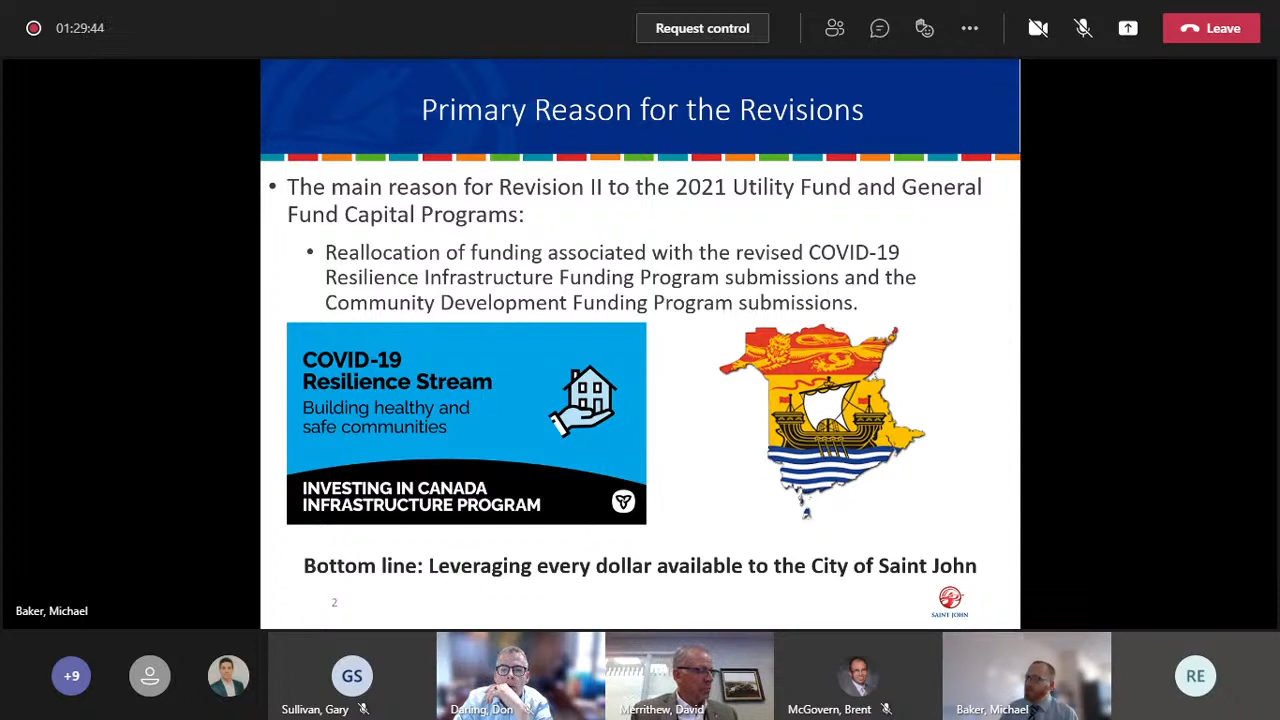 01:29:44
Request control
Leave
Primary Reason for the Revisions
• The main reason for Revision II to the 2021 Utility Fund and General
Fund Capital Programs:
• Reallocation of funding associated with the revised COVID-19
Resilience Infrastructure Funding Program submissions and the
Community Development Funding Program submissions.
COVID-19
Resilience Stream
Building healthy and
safe communities
INVESTING IN CANADA
INFRASTRUCTURE PROGRAM
Bottom line: Leveraging every dollar available to the City of Saint John
2
SAINT JOHN
Baker, Michael
+9
GS
RE
Sullivan, Gary
Darling, Don
Merrithew, David
McGovern, Brent
Baker, Michael